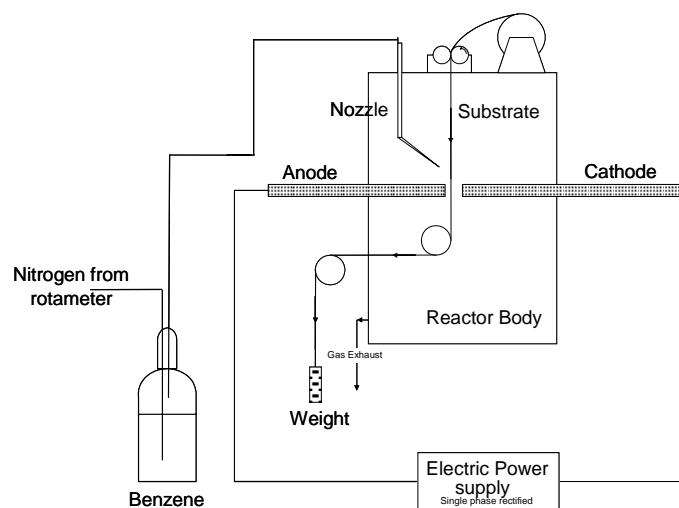 Nozzle
Substrate
Anode
Cathode
Nitrogen from
rotameter
Reactor Body
Gas Exhaust
Weight
Electric Power
supply
Single phase rectified
Benzene